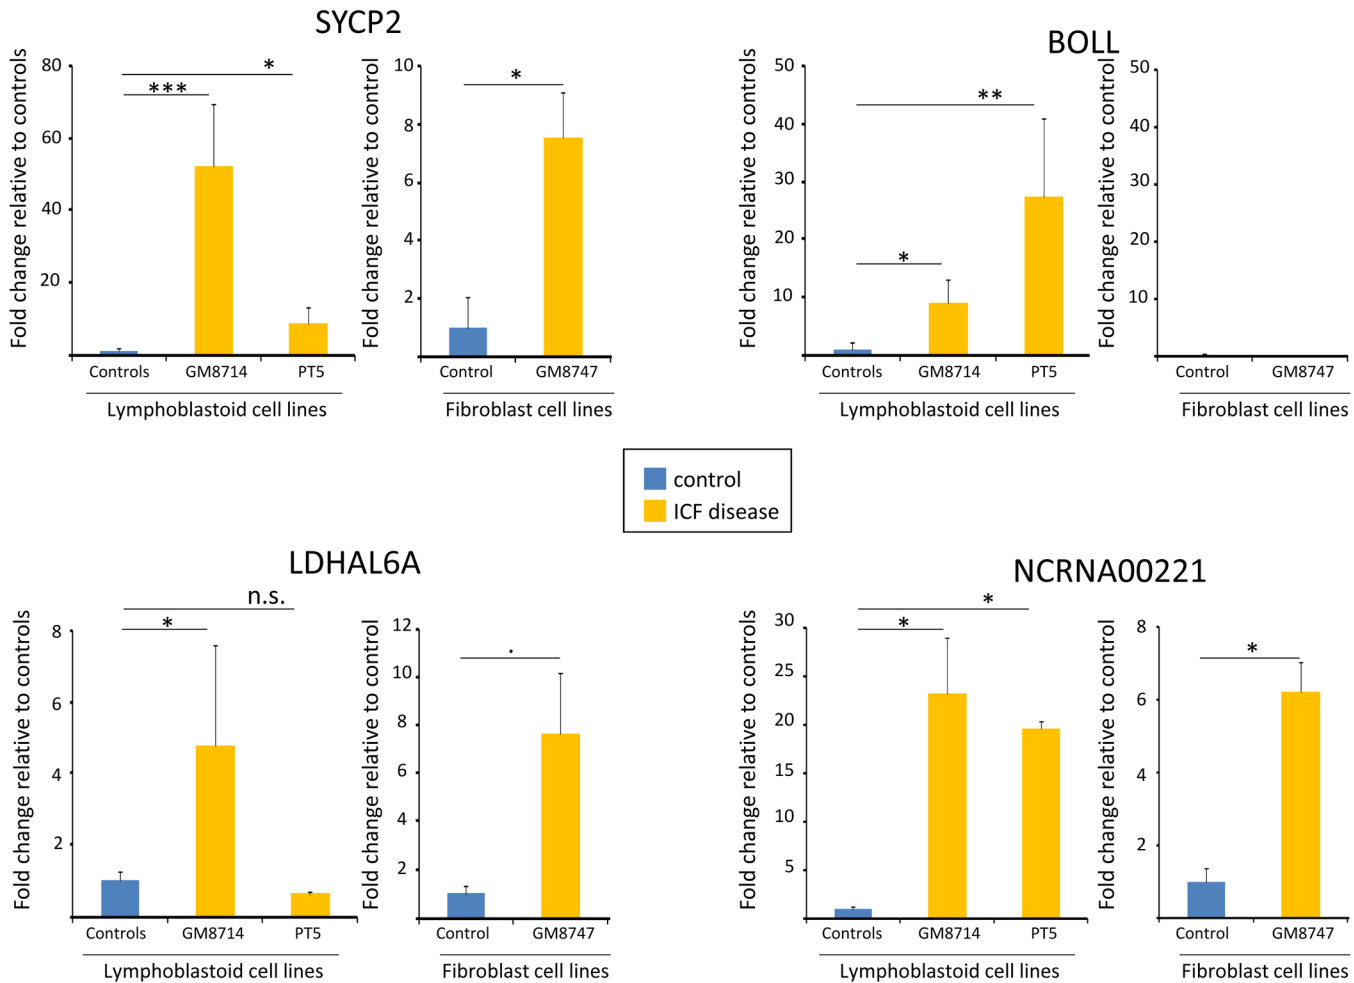 SYCP2
Fold change relative to controls
80
60
40
20
***
*
Controls GM8714 PT5
Lymphoblastoid cell lines
Fold change relative to control
10
8
6
4
2
*
Control GM8747
Fibroblast cell lines
BOLL
Fold change relative to controls
50
40
30
20
10
**
*
Controls GM8714 PT5
Lymphoblastoid cell lines
Fold change relative to controls
50
40
30
20
10
Control GM8747
Fibroblast cell lines
control
ICF disease
LDHAL6A
Fold change relative to controls
8
6
4
2
n.s.
*
Controls GM8714 PT5
Lymphoblastoid cell lines
Fold change relative to control
12
10
8
6
4
2
.
Control GM8747
Fibroblast cell lines
NCRNA00221
Fold change relative to controls
30
25
20
15
10
5
*
*
Controls GM8714 PT5
Lymphoblastoid cell lines
Fold change relative to control
8
6
4
2
*
Control GM8747
Fibroblast cell lines